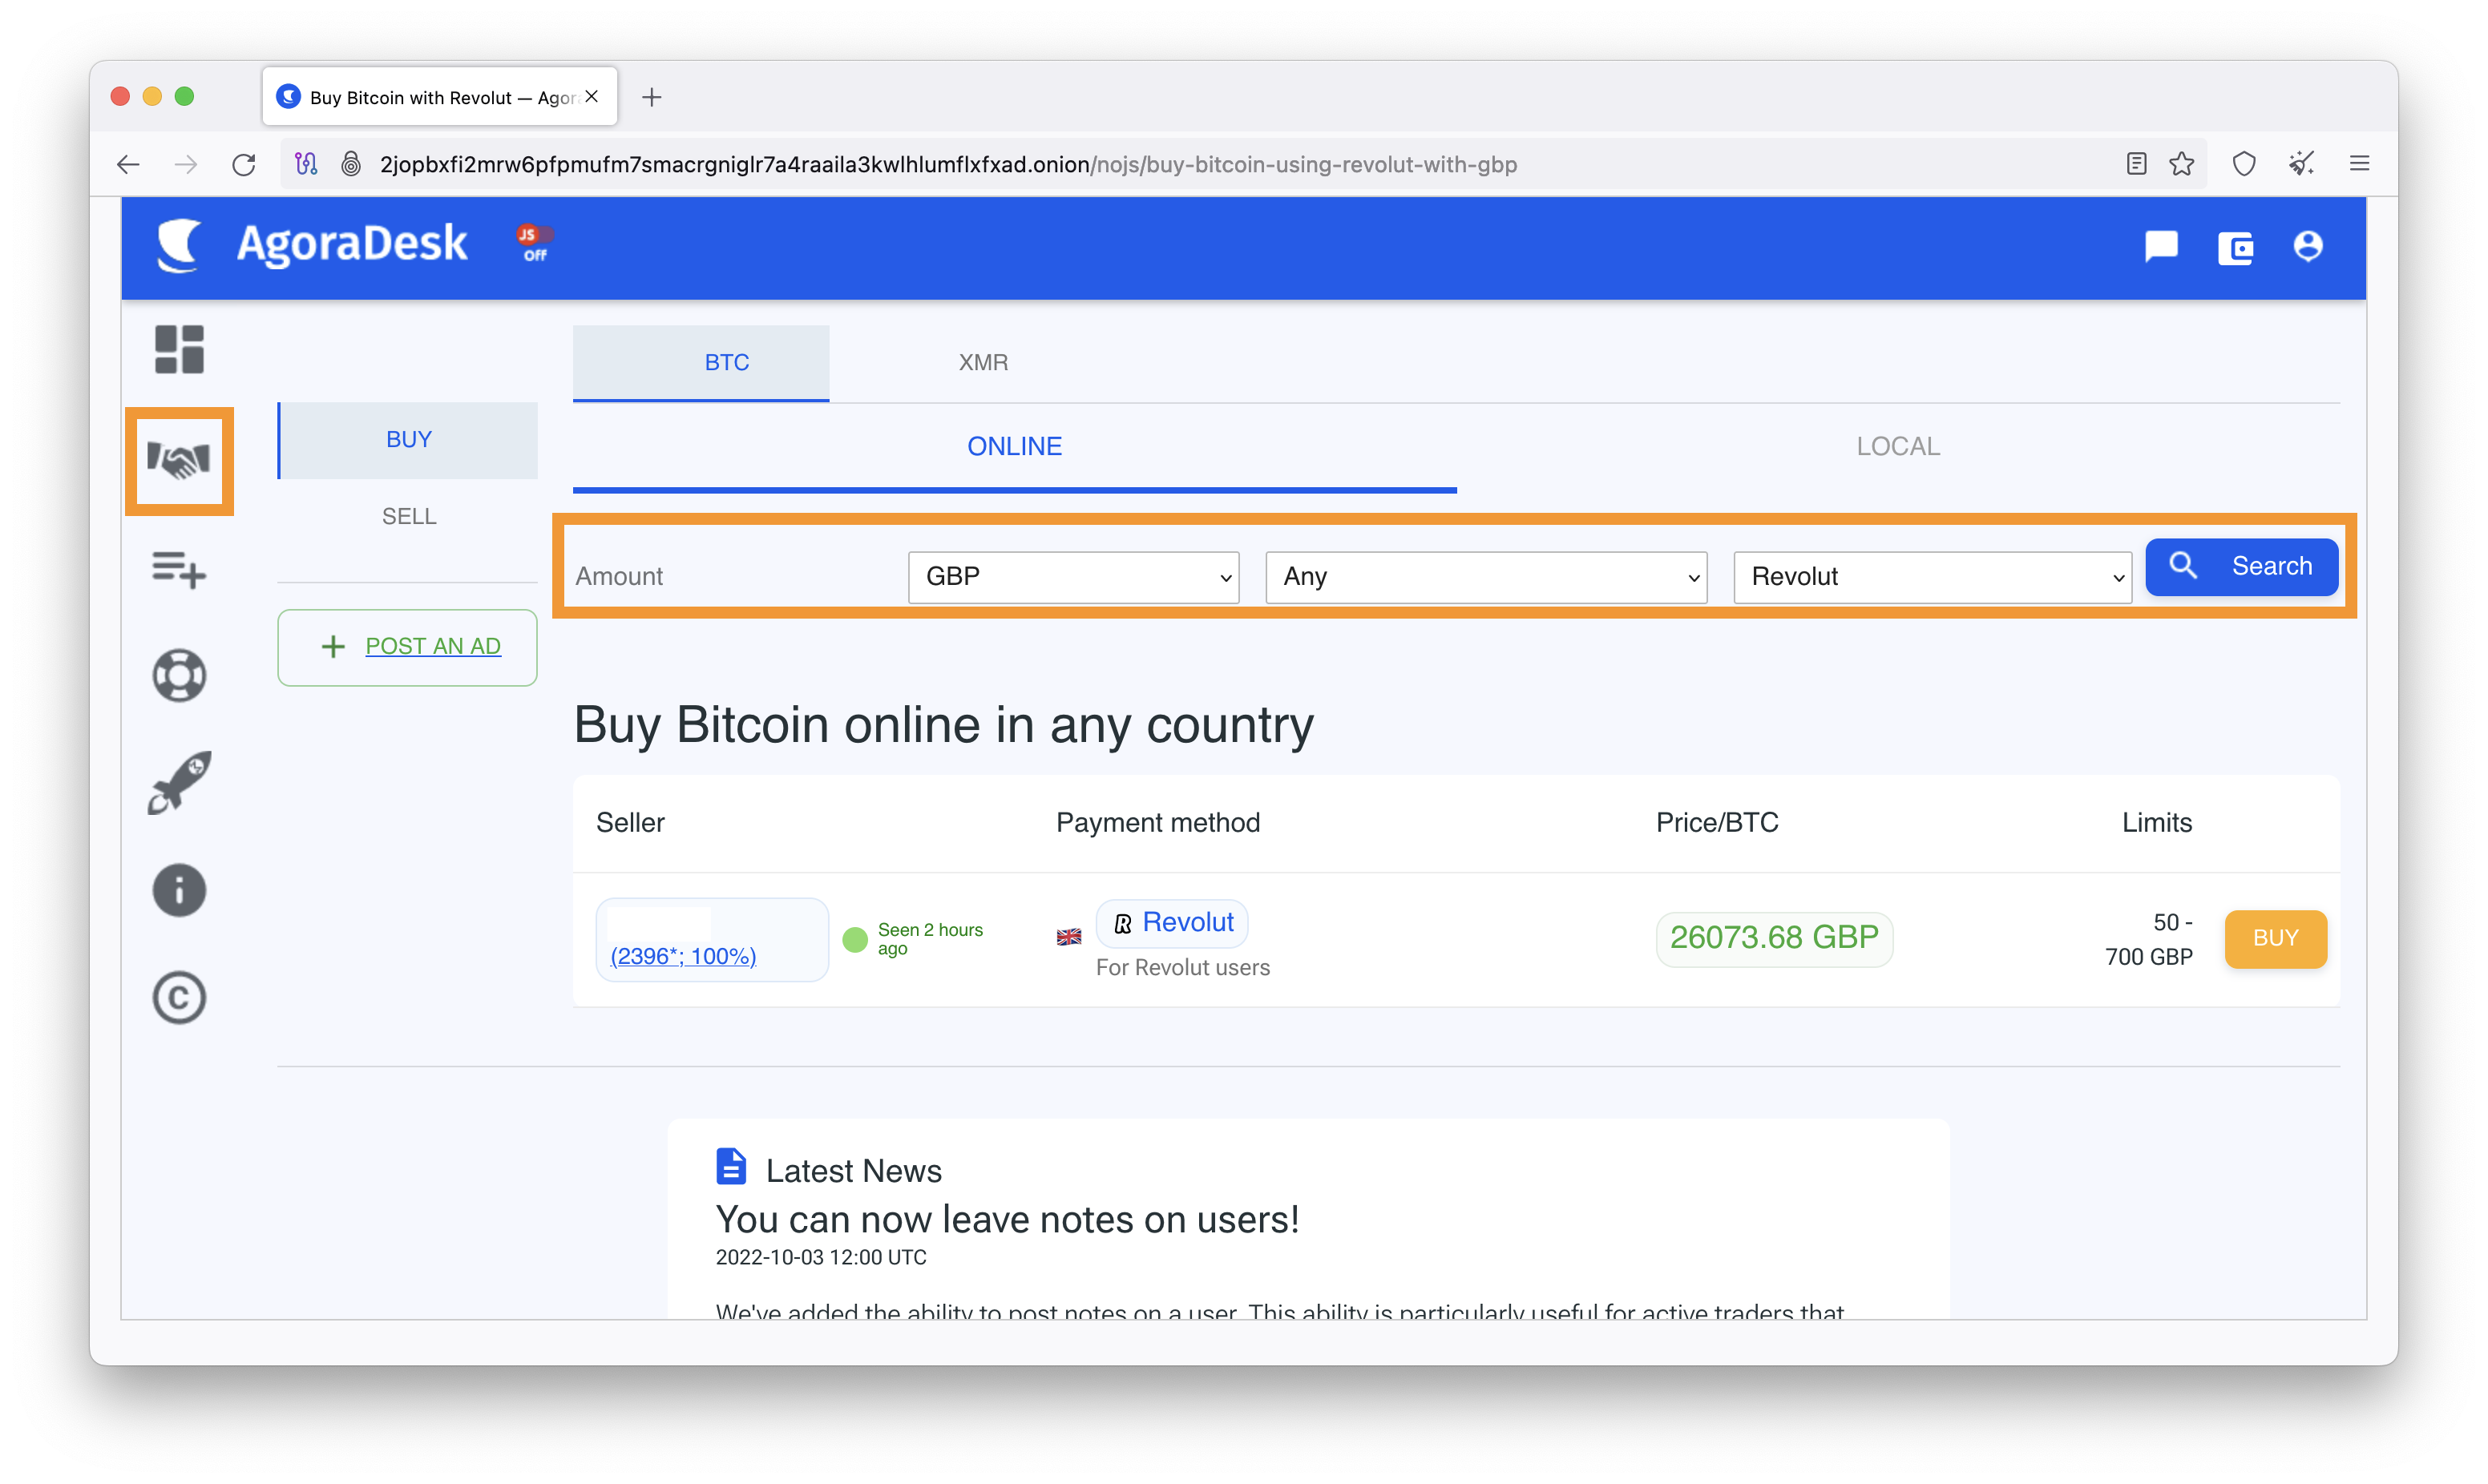 Buy Bitcoin with Revolut — Agor
2jopbxfi2mrw6pfpmufm7smacrgniglr7a4raaila3kwlhlumflxfxad.onion/nojs/buy-bitcoin-using-revolut-with-gbp
AgoraDesk
JS
Off
BTC
XMR
BUY
SELL
POST AN AD
ONLINE
LOCAL
Amount
GBP
Any
Revolut
Search
Buy Bitcoin online in any country
Seller
Payment method
Price/BTC
Limits
(2396*; 100%)
Seen 2 hours
ago
R Revolut
For Revolut users
26073.68 GBP
50 -
700 GBP
BUY
Latest News
You can now leave notes on users!
2022-10-03 12:00 UTC
We've added the ability to post notes on a user. This ability is particularly useful for active traders that